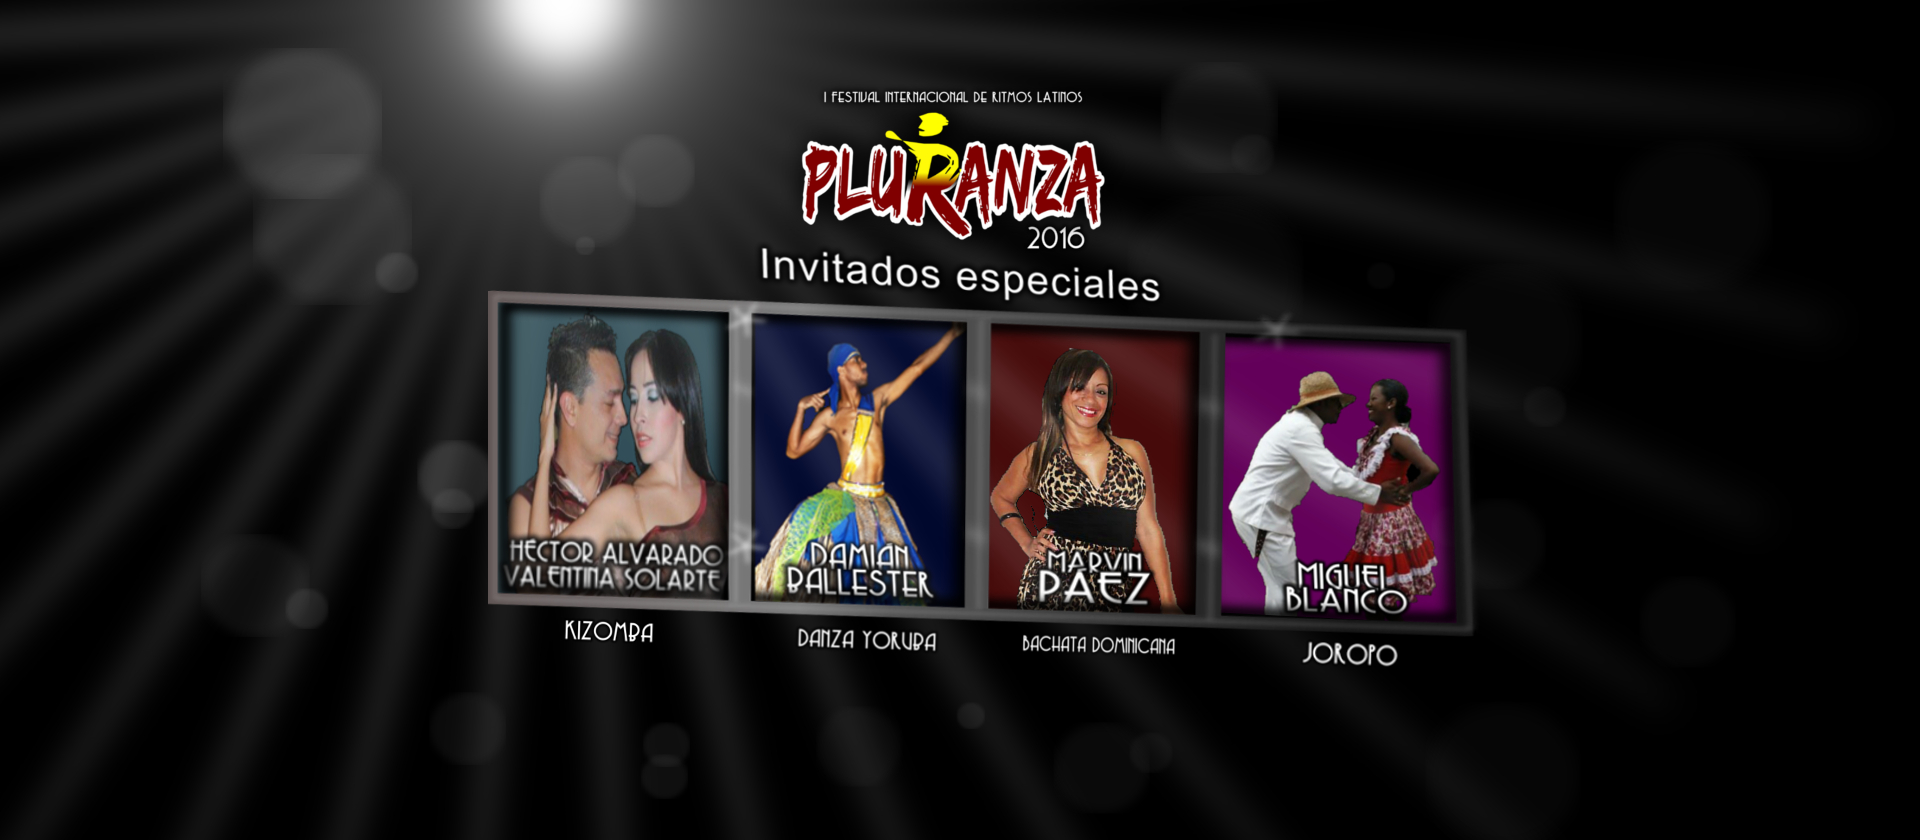 I FESTIVAL INTERNACIONAL DE RITMOS LATINOS
PLURANZA
2016
Invitados especiales
HÉCTOR ALVARADO
VALENTINA SOLARTE
DAMIAN
BALLESTER
MARVIN
PAEZ
MIGUEL
BLANCO
KIZOMBA
DANZA YORUBA
BACHATA DOMINICANA
JOROPO